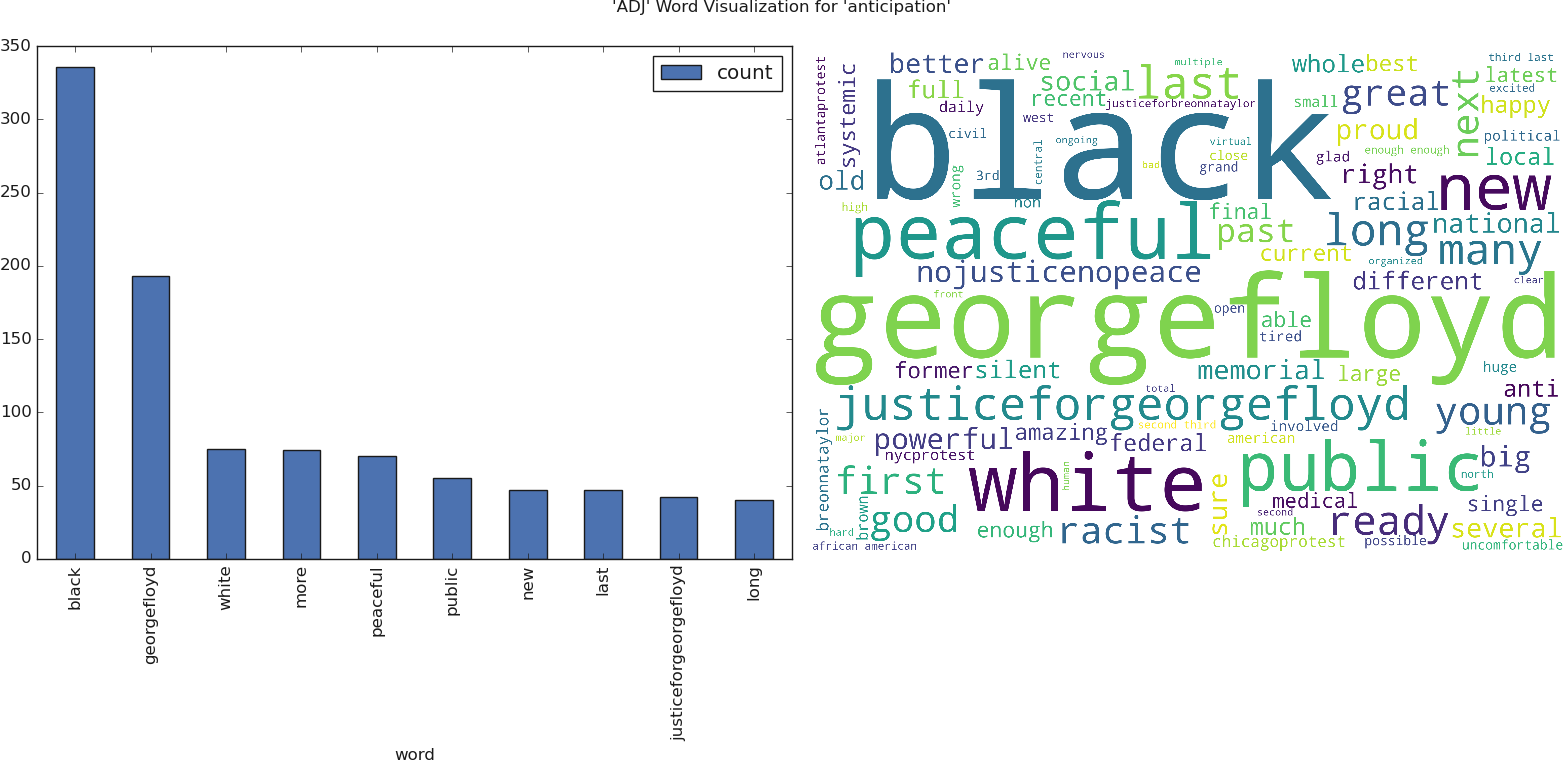 'ADJ' Word Visualization for 'anticipation'
350
300
250
200
150
100
50
0
count
black
georgefloyd
white
more
peaceful
public
new
last
justiceforgeorgefloyd
long
word
atlantaprotest
systemic
better
alive
nervous
full
social
last
multiple
whole
best
third last
latest
excited
daily
recent
justiceforbreonnataylor
small
great
next
happy
black
west
civil
ongoing
central
virtual
close
bad
grand
proud
enough enough
glad
political
local
old
wrong
3rd
non
right
new
high
peaceful
final
past
racial
long
national
many
current
organized
nojusticenopeace
different
clear
front
georgefloyd
open
able
tired
former
silent
memorial
large
huge
anti
total
justiceforgeorgefloyd
young
breonnataylor
major
powerful
amazing
second third
federal
involved
american
little
nycprotest
first
white
human
public
big
north
brown
good
hard
african american
enough
racist
sure
medical
second
much
ready
single
several
chicagoprotest
possible
uncomfortable